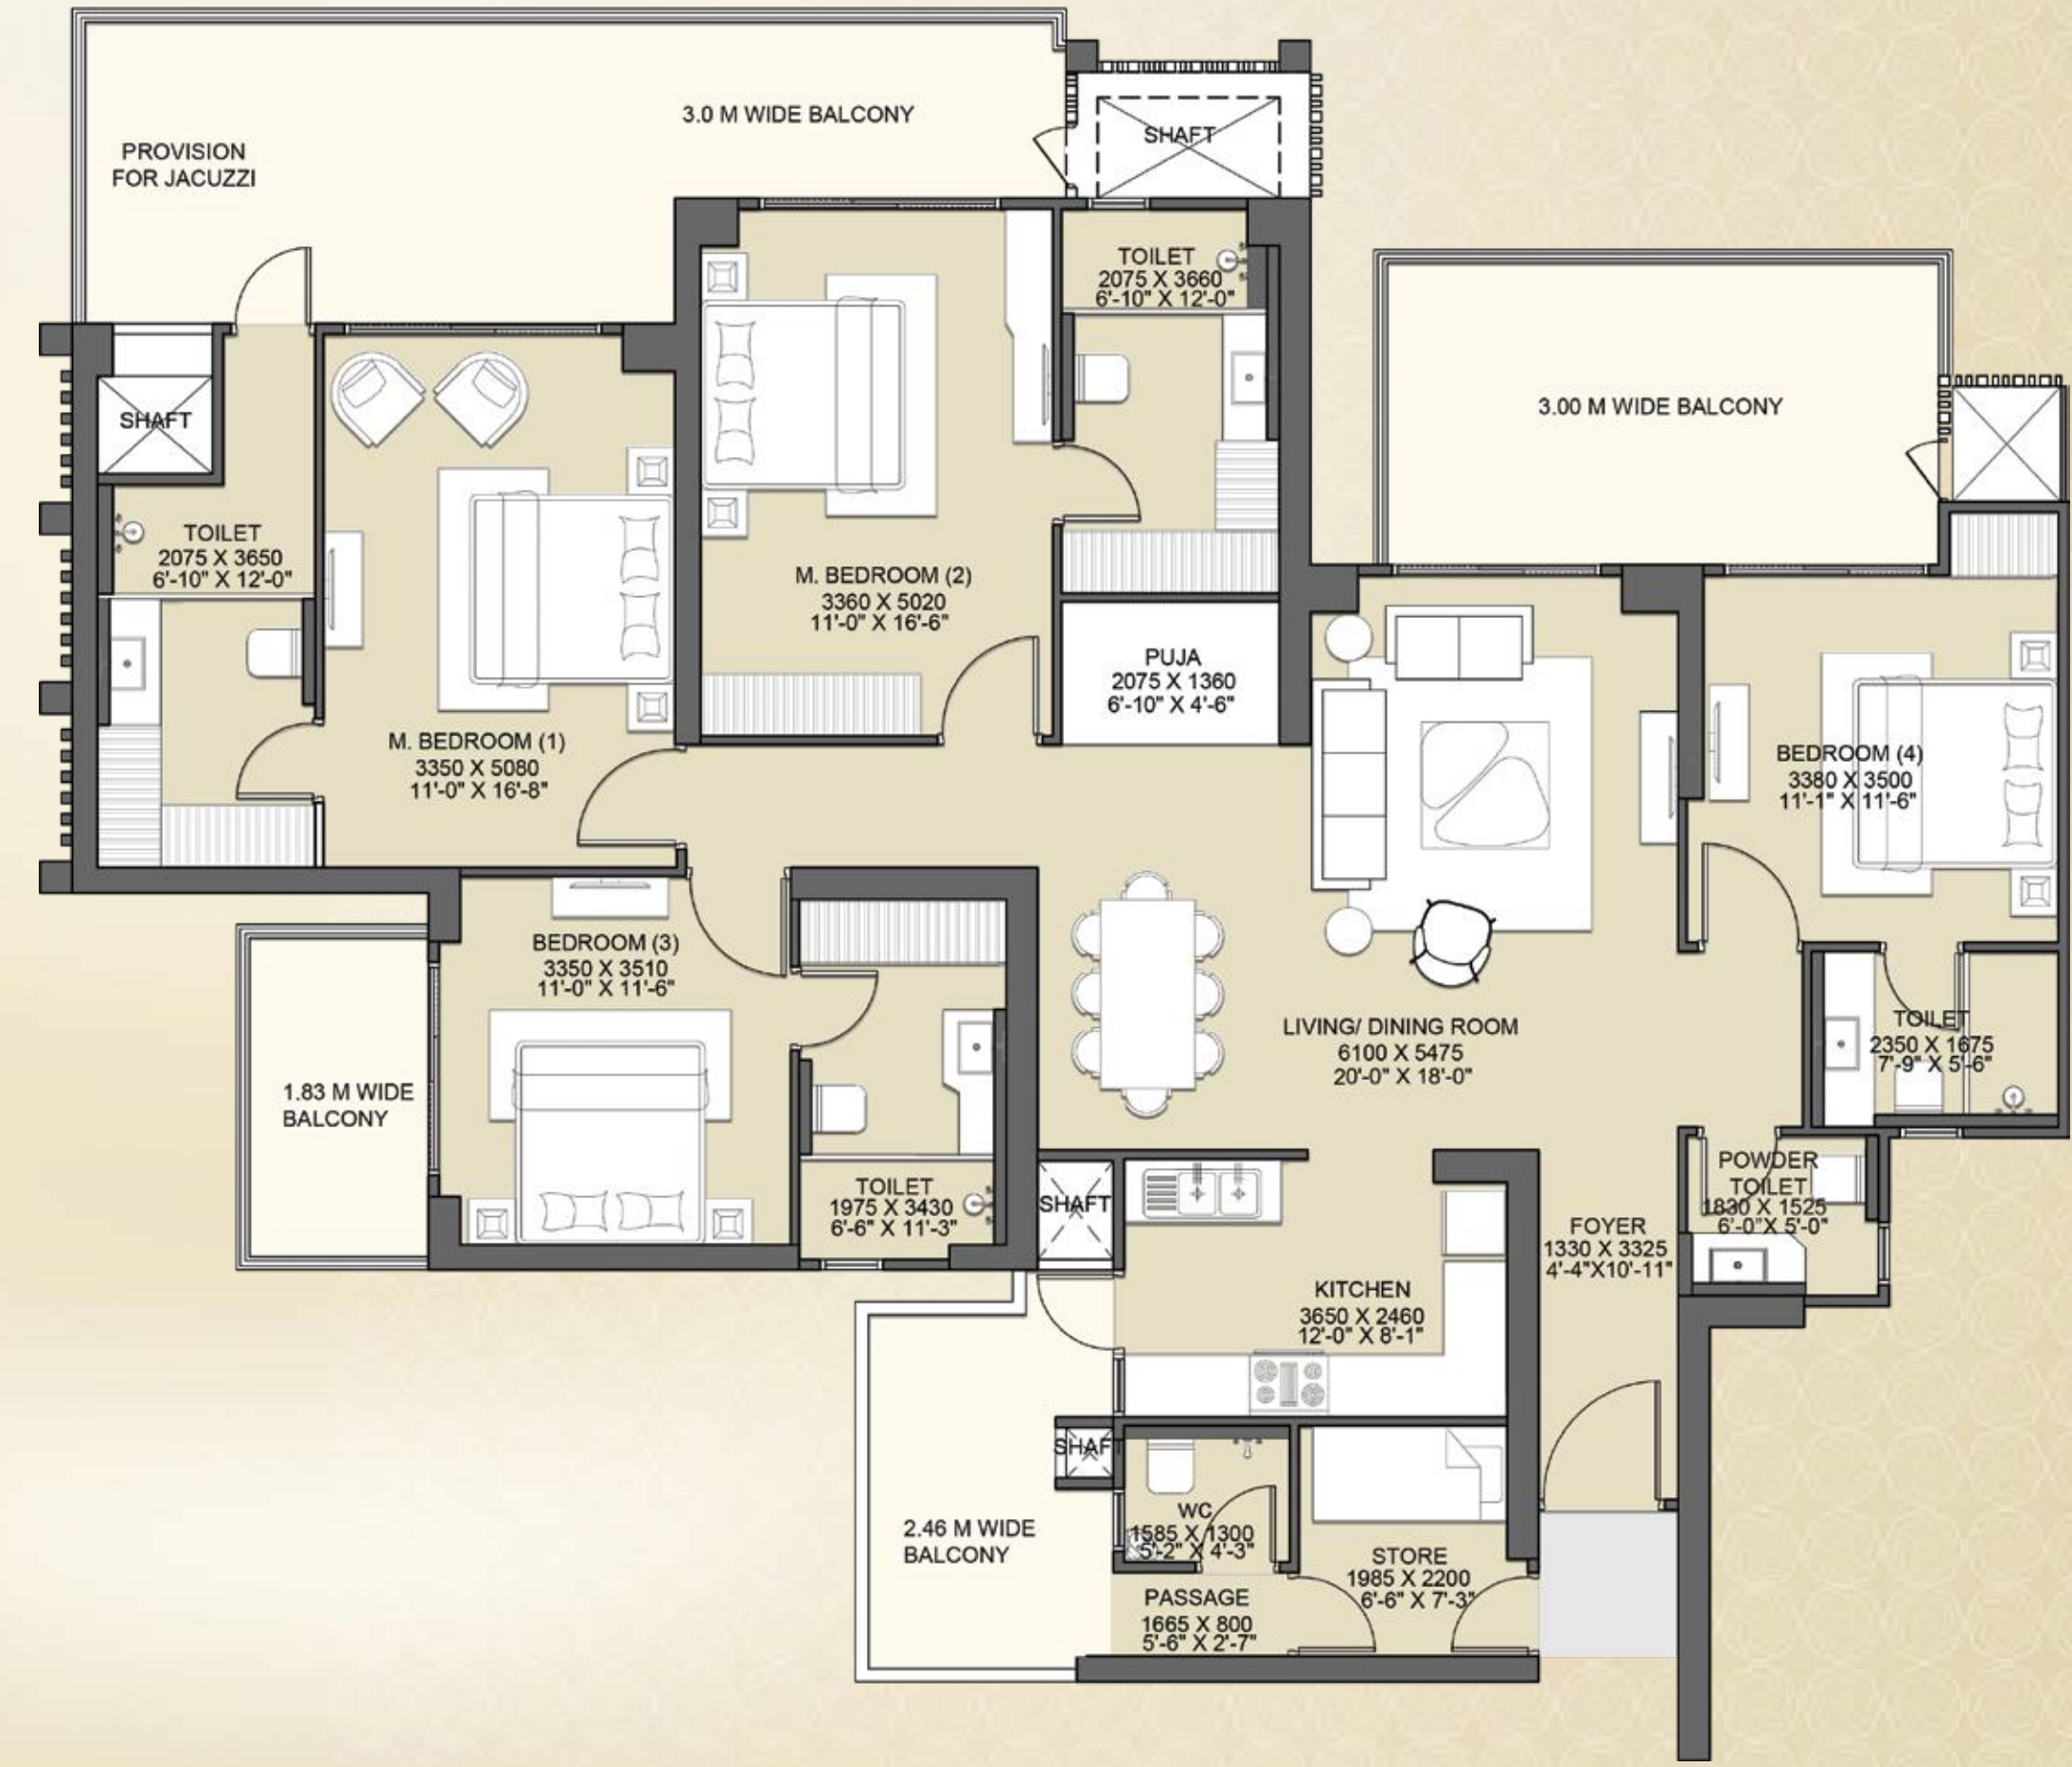 3.0 M WIDE BALCONY
PROVISION
FOR JACUZZI
SHAFT
TOILET
2075 X 3660
6'-10" X 12'-0"
3.00 M WIDE BALCONY
SHAFT
TOILET
2075 X 3650
6'-10" X 12'-0"
M. BEDROOM (2)
3360 X 5020
11'-0" X 16'-6"
PUJA
2075 X 1360
6'-10" X 4'-6"
M. BEDROOM (1)
3350 X 5080
11'-0" X 16'-8"
BEDROOM (4)
3380 X 3500
11'-1" X 11'-6"
BEDROOM (3)
3350 X 3510
11'-0" X 11'-6"
LIVING/ DINING ROOM
6100 X 5475
20'-0" X 18'-0"
TOILET
2350 X 1675
7'-9" X 5'-6"
1.83 M WIDE
BALCONY
TOILET
1975 X 3430
6'-6" X 11'-3"
SHAFT
POWDER
TOILET
1830 X 1525
6'-0"X 5'-0"
FOYER
1330 X 3325
4'-4"X10'-11"
KITCHEN
3650 X 2460
12'-0" X 8'-1"
SHAFT
WC
1585 X 1300
5'-2" X 4'-3"
2.46 M WIDE
BALCONY
STORE
1985 X 2200
6'-6" X 7'-3"
PASSAGE
1665 X 800
5'-6" X 2'-7"